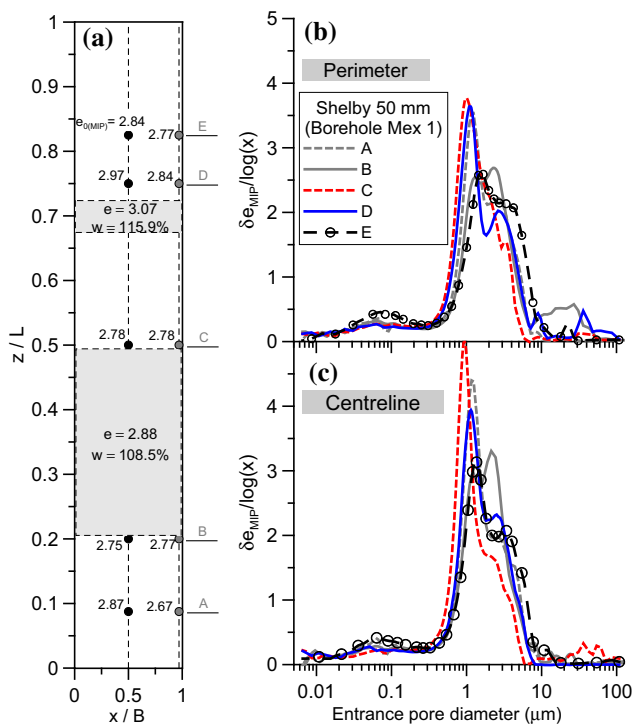 (a)
1
0.9
0.8
0.7
0.6
0.5
0.4
0.3
0.2
0.1
0
z / L
e0(MIP)= 2.84
2.77
E
2.97
2.84
D
e = 3.07
w = 115.9%
2.78
2.78
C
e = 2.88
w = 108.5%
2.75
2.77
B
2.87
2.67
A
0
0.5
1
x / B
(b)
Perimeter
Shelby 50 mm
(Borehole Mex 1)
A
B
C
D
E
5
4
3
2
1
0
δeMIP/log(x)
(c)
Centreline
4
3
2
1
0
δeMIP/log(x)
0.01
0.1
1
10
100
Entrance pore diameter (μm)